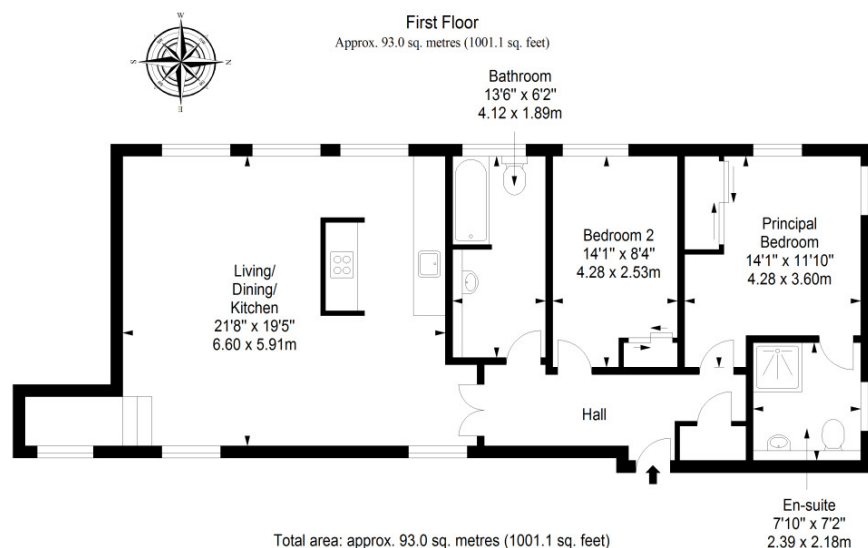 First Floor
Approx. 93.0 sq. metres (1001.1 sq. feet)
W
S
N
E
Bathroom
13'6" x 6'2"
4.12 x 1.89m
Living/
Dining/
Kitchen
21'8" x 19'5"
6.60 x 5.91m
Bedroom 2
14'1" x 8'4"
4.28 x 2.53m
Principal
Bedroom
14'1" x 11'10"
4.28 x 3.60m
Hall
En-suite
7'10" x 7'2"
2.39 x 2.18m
Total area: approx. 93.0 sq. metres (1001.1 sq. feet)